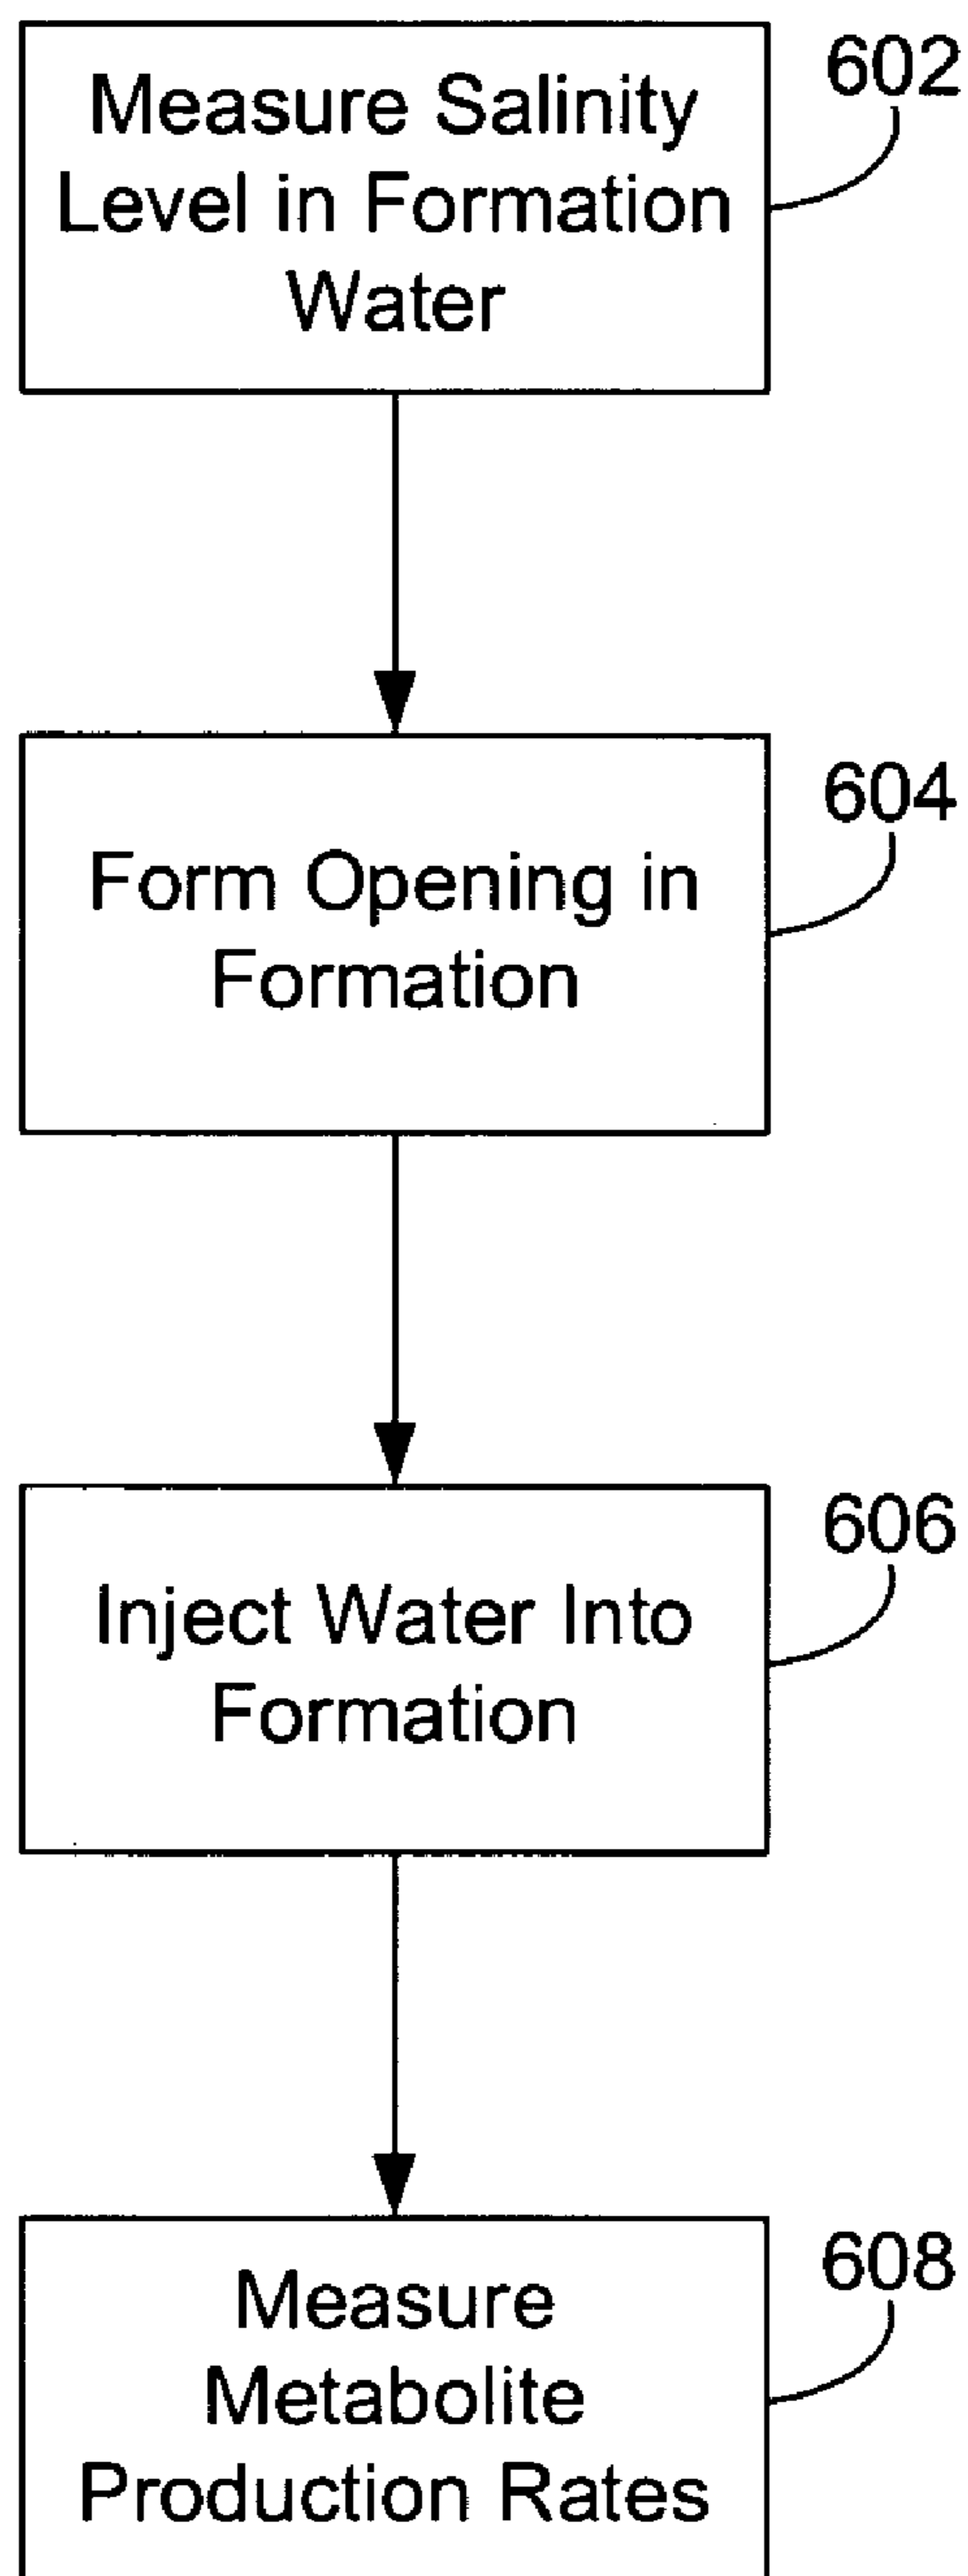 Measure Salinity
Level in Formation
Water
602
Form Opening in
Formation
604
Inject Water Into
Formation
606
Measure
Metabolite
Production Rates
608